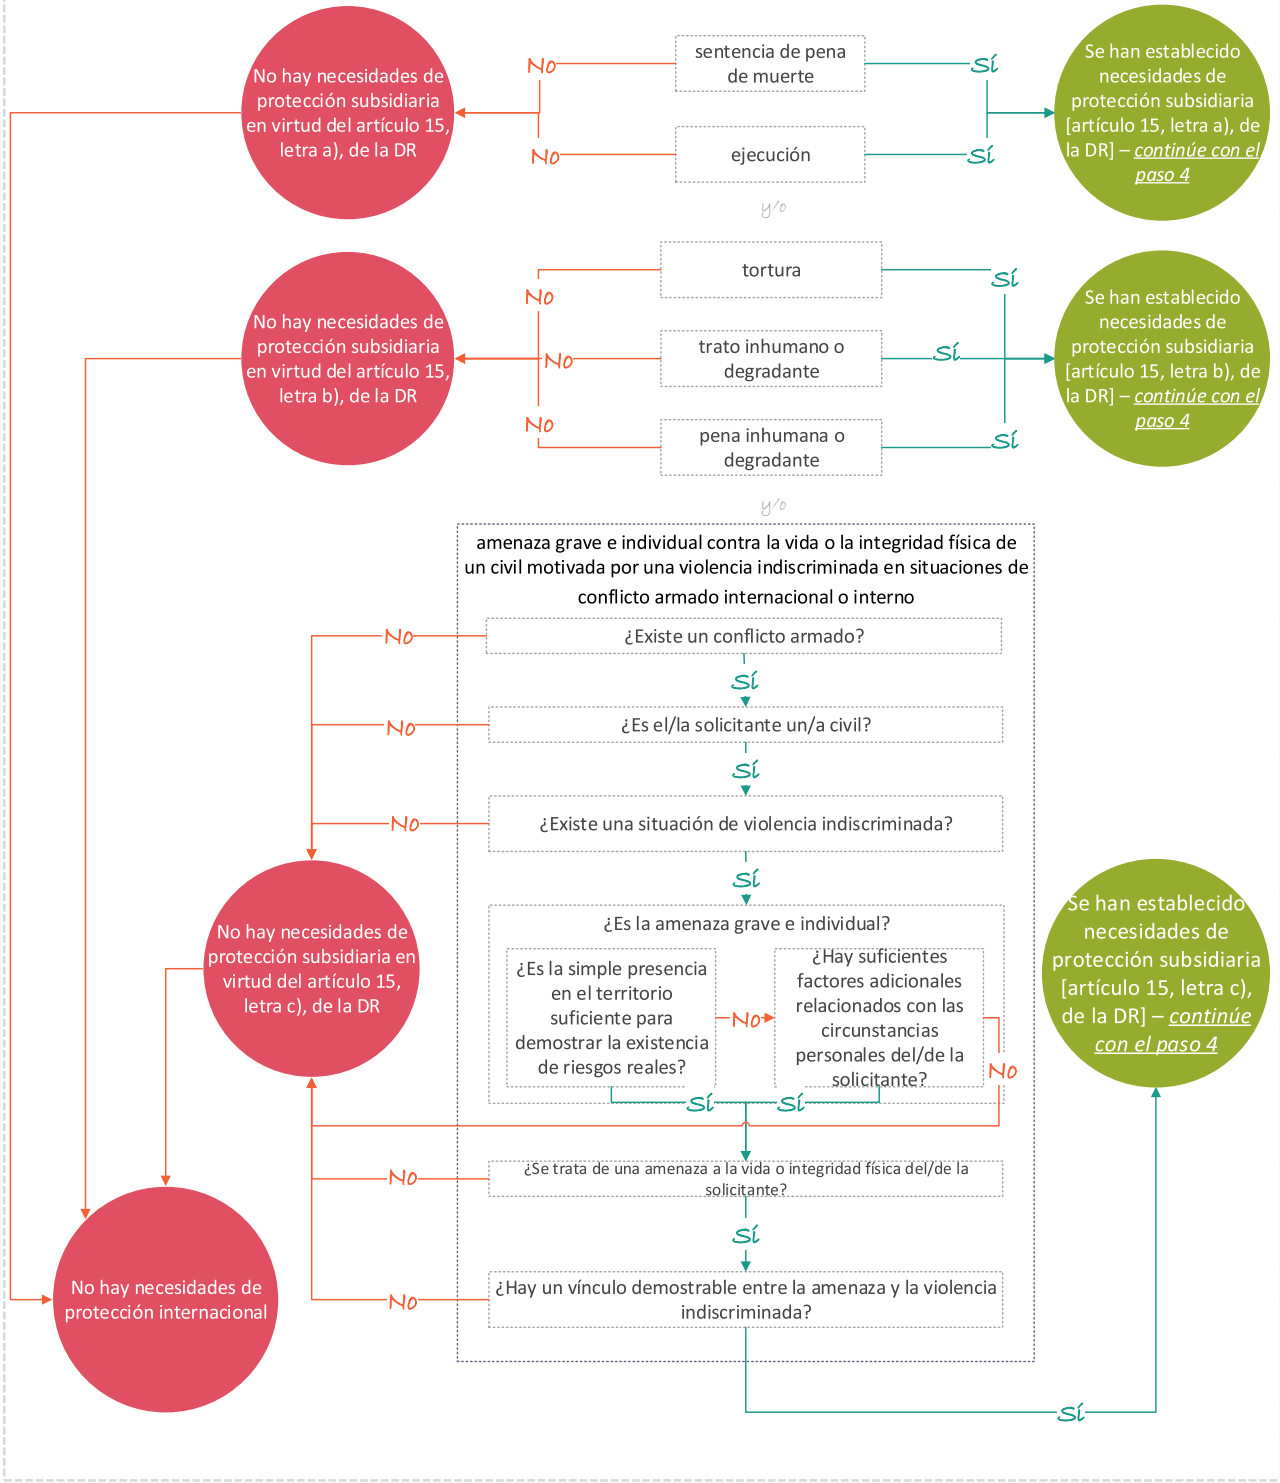 No hay necesidades de
protección subsidiaria
en virtud del artículo 15,
letra a), de la DR
No
No
sentencia de pena
de muerte
ejecución
Sí
Sí
Se han establecido
necesidades de
protección subsidiaria
[artículo 15, letra a), de
la DR] – continúe con el
paso 4
y/o
No hay necesidades de
protección subsidiaria
en virtud del artículo 15,
letra b), de la DR
No
No
No
tortura
trato inhumano o
degradante
pena inhumana o
degradante
Sí
Sí
Sí
Se han establecido
necesidades de
protección subsidiaria
[artículo 15, letra b), de
la DR] – continúe con el
paso 4
y/o
amenaza grave e individual contra la vida o la integridad física de
un civil motivada por una violencia indiscriminada en situaciones de
conflicto armado internacional o interno
No
¿Existe un conflicto armado?
Sí
No
¿Es el/la solicitante un/a civil?
Sí
No
¿Existe una situación de violencia indiscriminada?
Sí
¿Es la amenaza grave e individual?
¿Es la simple presencia
en el territorio
suficiente para
demostrar la existencia
de riesgos reales?
No
¿Hay suficientes
factores adicionales
relacionados con las
circunstancias
personales del/de la
solicitante?
No
Sí
Sí
No hay necesidades de
protección subsidiaria en
virtud del artículo 15,
letra c), de la DR
Se han establecido
necesidades de
protección subsidiaria
[artículo 15, letra c),
de la DR] – continúe
con el paso 4
No
¿Se trata de una amenaza a la vida o integridad física del/de la
solicitante?
Sí
No
¿Hay un vínculo demostrable entre la amenaza y la violencia
indiscriminada?
Sí
No hay necesidades de
protección internacional